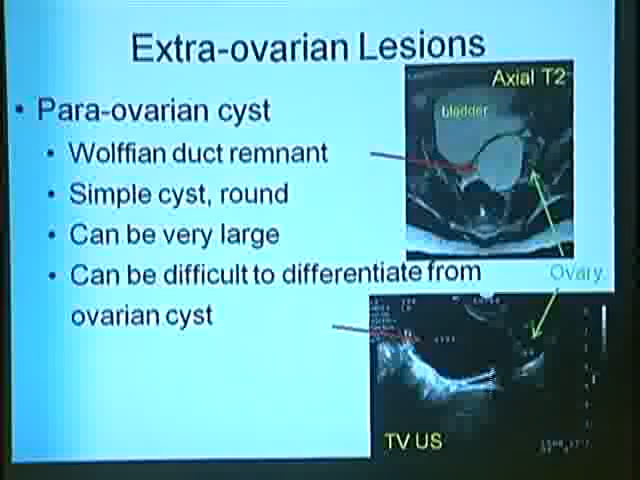 Extra-ovarian Lesions
Axial T2
• Para-ovarian cyst
bladder
• Wolffian duct remnant
• Simple cyst, round
• Can be very large
• Can be difficult to differentiate from
ovarian cyst
Ovary
TV US